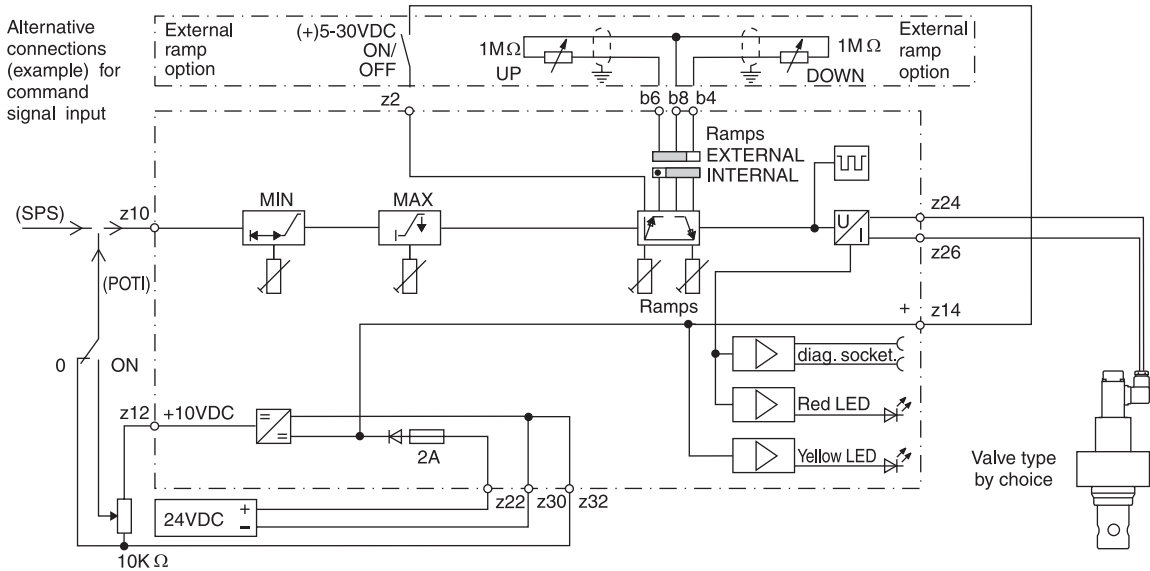 Alternative
connections
(example) for
command
signal input
External
ramp
option
(+)5-30VDC
ON/
OFF
1MΩ
UP
1MΩ
DOWN
External
ramp
option
z2
b6 b8 b4
Ramps
EXTERNAL
INTERNAL
(SPS)
z10
MIN
MAX
U
I
z24
z26
(POTI)
Ramps
+
z14
0
ON
diag. socket.
z12
+10VDC
=
=
2A
Red LED
Yellow LED
Valve type
by choice
z22 z30 z32
24VDC
+
–
10KΩ